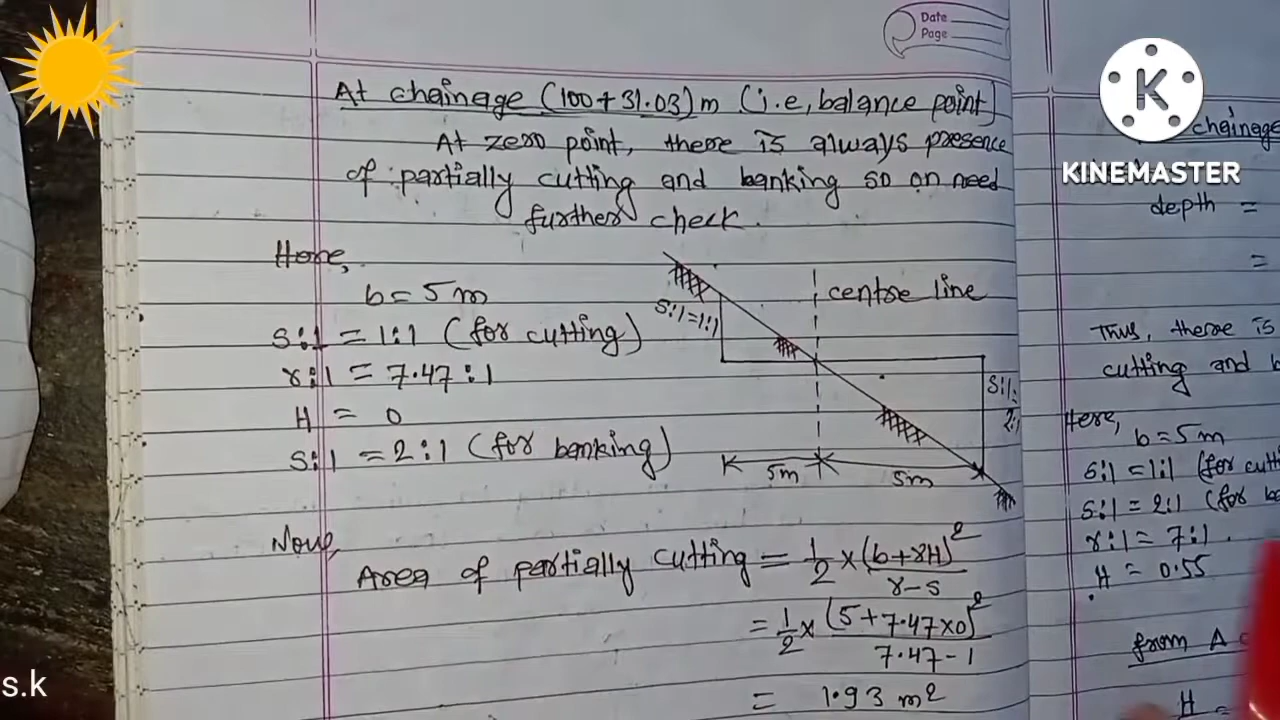 Date
Page
At chainage (100+31.03)m (i.e, balance point)
At zero point, there is always presence
of partially cutting and banking so on need
further check.
Here,
b = 5m
s:1 = 1:1 (for cutting)
r:1 = 7.47:1
H = 0
s:1 = 2:1 (for banking)
centre line
s:1=1:1
s:1=
2:1
5m
5m
Now,
Area of partially cutting = 1/2 × (b+rH)²/r-s
= 1/2 × (5+7.47×0)²/7.47-1
= 1.93 m²
K
KINEMASTER
chainage
depth =
=
Thus, there is
cutting and b
Here,
b = 5m
s:1 = 1:1 (for cutt
s:1 = 2:1 (for ba
r:1 = 7:1.
H = 0.55
from A
H =
s.k